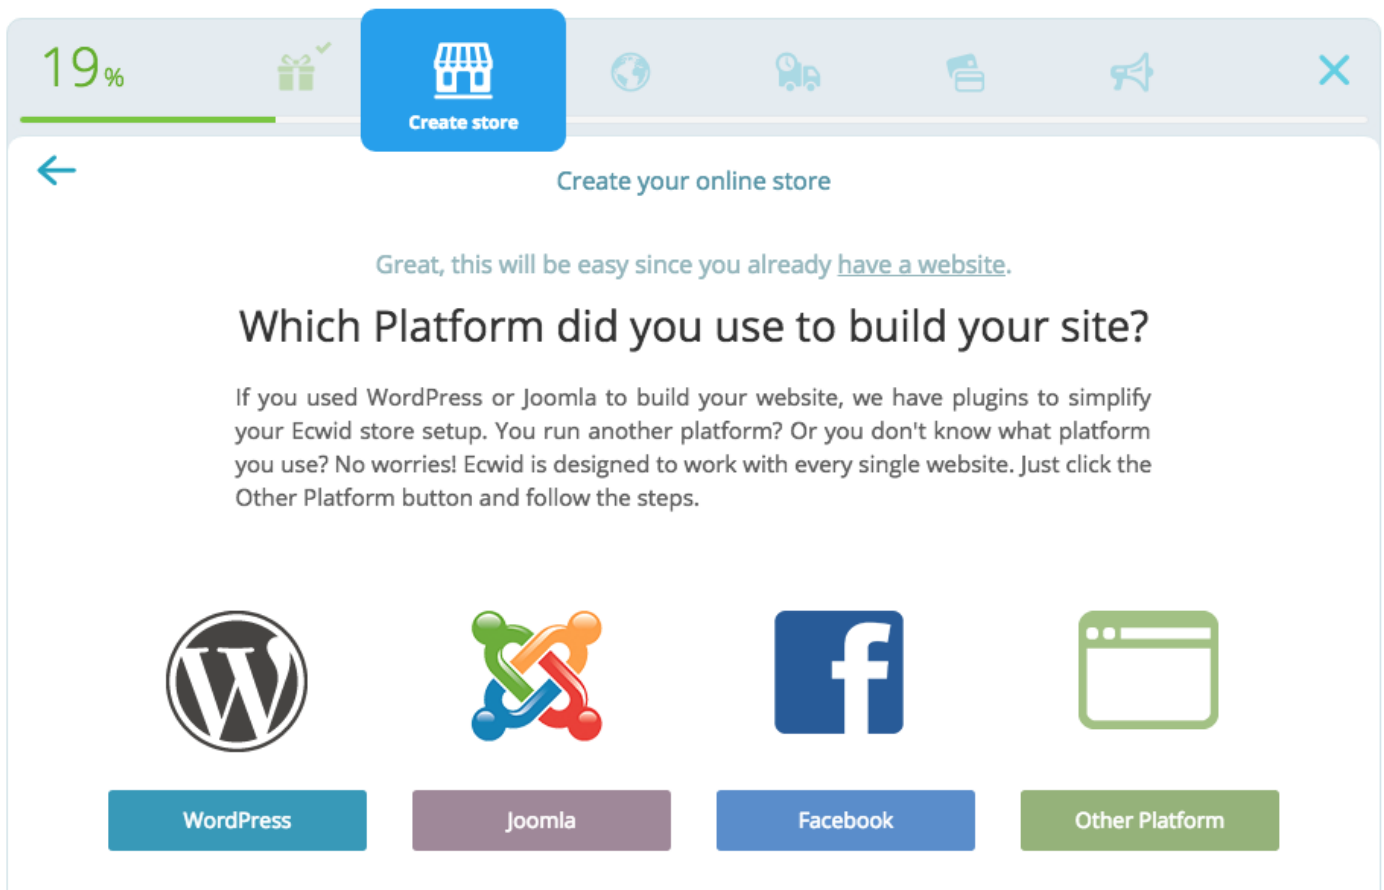 19%
Create store
Create your online store
Great, this will be easy since you already have a website.
Which Platform did you use to build your site?
If you used WordPress or Joomla to build your website, we have plugins to simplify
your Ecwid store setup. You run another platform? Or you don't know what platform
you use? No worries! Ecwid is designed to work with every single website. Just click the
Other Platform button and follow the steps.
WordPress
Joomla
Facebook
Other Platform